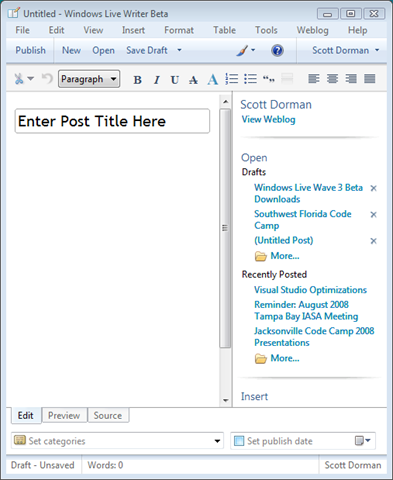 Untitled - Windows Live Writer Beta
File Edit View Insert Format Table Tools Weblog Help
Publish New Open Save Draft Scott Dorman
Paragraph B I U A A
Enter Post Title Here
Scott Dorman
View Weblog
Open
Drafts
Windows Live Wave 3 Beta
Downloads
Southwest Florida Code
Camp
(Untitled Post)
More...
Recently Posted
Visual Studio Optimizations
Reminder: August 2008
Tampa Bay IASA Meeting
Jacksonville Code Camp 2008
Presentations
More...
Insert
Edit Preview Source
Set categories Set publish date
Draft - Unsaved Words: 0 Scott Dorman